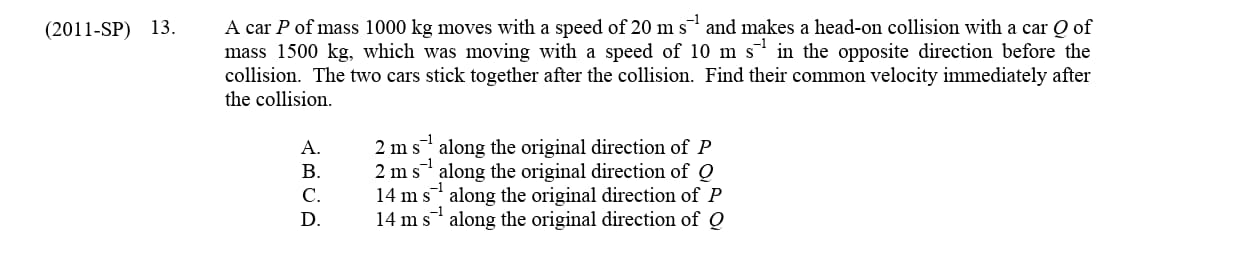 (2011-SP) 13. A car P of mass 1000 kg moves with a speed of 20 m s⁻¹ and makes a head-on collision with a car Q of
mass 1500 kg, which was moving with a speed of 10 m s⁻¹ in the opposite direction before the
collision. The two cars stick together after the collision. Find their common velocity immediately after
the collision.
A. 2 m s⁻¹ along the original direction of P
B. 2 m s⁻¹ along the original direction of Q
C. 14 m s⁻¹ along the original direction of P
D. 14 m s⁻¹ along the original direction of Q